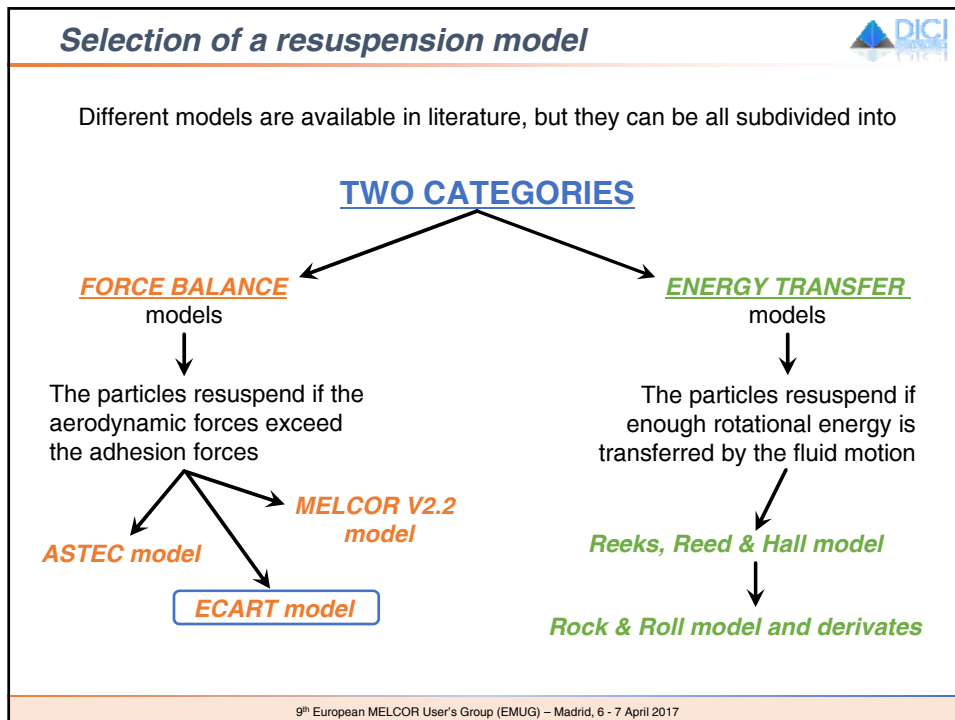 Selection of a resuspension model
DICI
Different models are available in literature, but they can be all subdivided into
TWO CATEGORIES
FORCE BALANCE
models
The particles resuspend if the
aerodynamic forces exceed
the adhesion forces
MELCOR V2.2
model
ASTEC model
ECART model
ENERGY TRANSFER
models
The particles resuspend if
enough rotational energy is
transferred by the fluid motion
Reeks, Reed & Hall model
Rock & Roll model and derivates
9th European MELCOR User's Group (EMUG) – Madrid, 6 - 7 April 2017